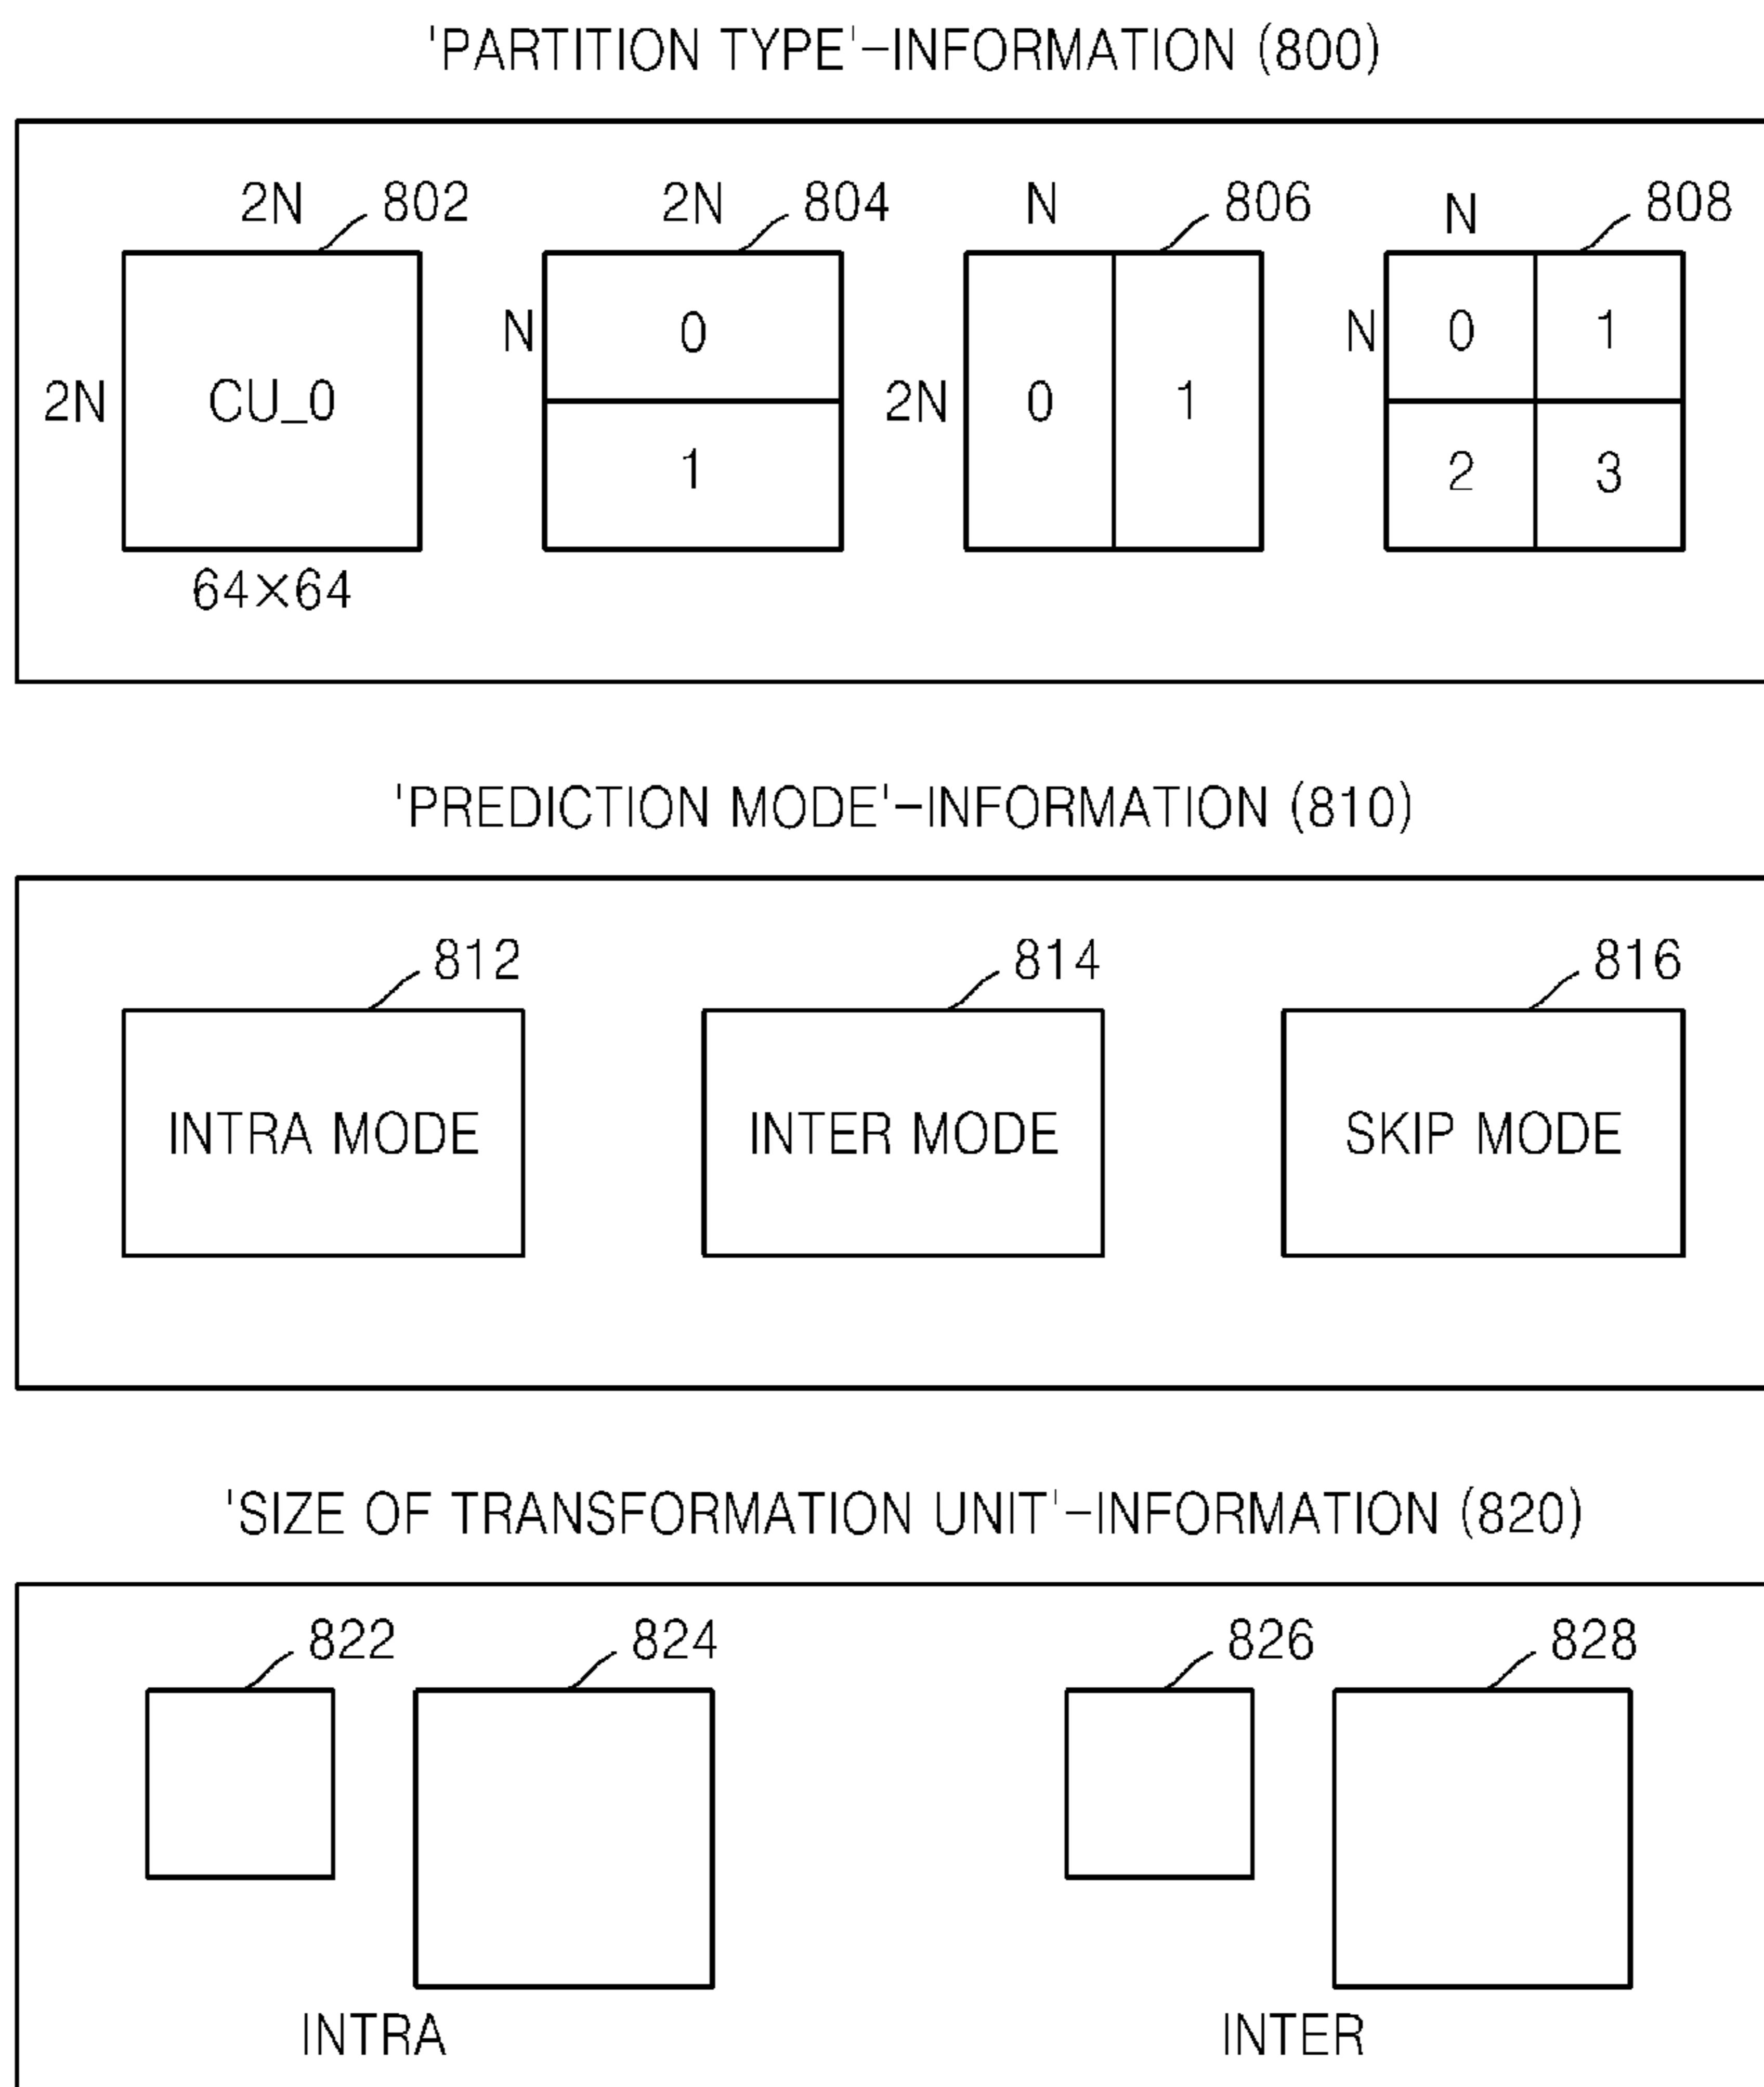 'PARTITION TYPE'-INFORMATION (800)
2N 802 2N 804 N 806 N 808
N 0 N 0 1
2N CU_0 2N 0 1
1 2 3
64×64
'PREDICTION MODE'-INFORMATION (810)
812 814 816
INTRA MODE INTER MODE SKIP MODE
'SIZE OF TRANSFORMATION UNIT'-INFORMATION (820)
822 824 826 828
INTRA INTER